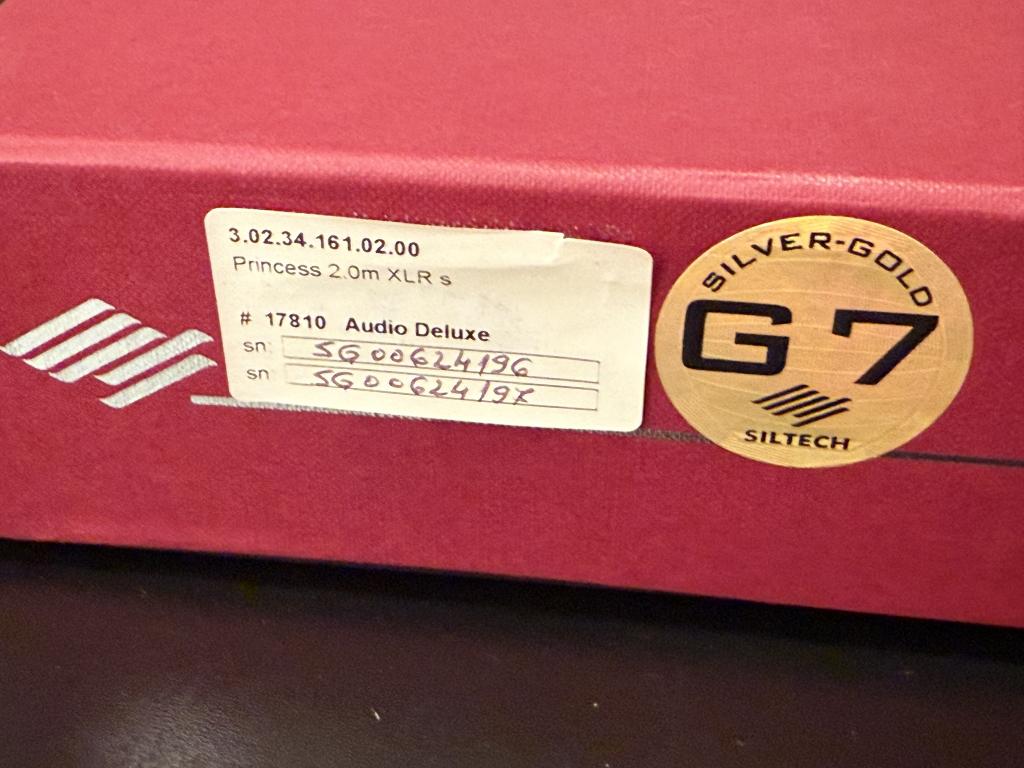 3.02.34.161.02.00
Princess 2.0m XLR s
# 17810 Audio Deluxe
sn: SG00624196
sn SG0062419X
SILVER-GOLD
G7
SILTECH